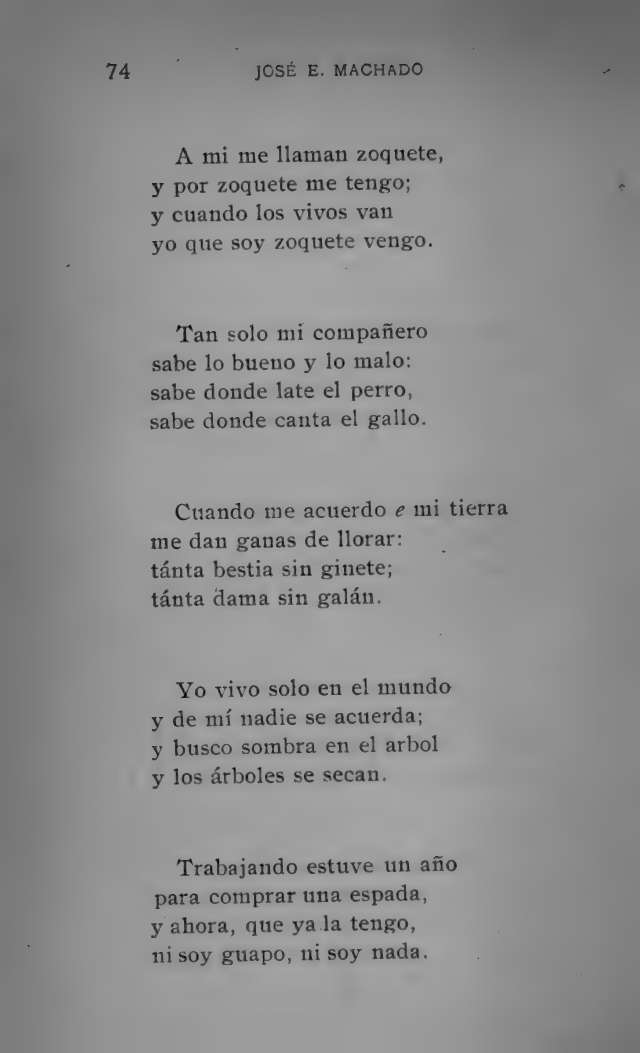 74
JOSÉ E. MACHADO
A mi me llaman zoquete,
y por zoquete me tengo;
y cuando los vivos van
yo que soy zoquete vengo.
Tan solo mi compañero
sabe lo bueno y lo malo:
sabe donde late el perro,
sabe donde canta el gallo.
Cuando me acuerdo e mi tierra
me dan ganas de llorar:
tánta bestia sin ginete;
tánta dama sin galán.
Yo vivo solo en el mundo
y de mí nadie se acuerda;
y busco sombra en el arbol
y los árboles se secan.
Trabajando estuve un año
para comprar una espada,
y ahora, que ya la tengo,
ni soy guapo, ni soy nada.